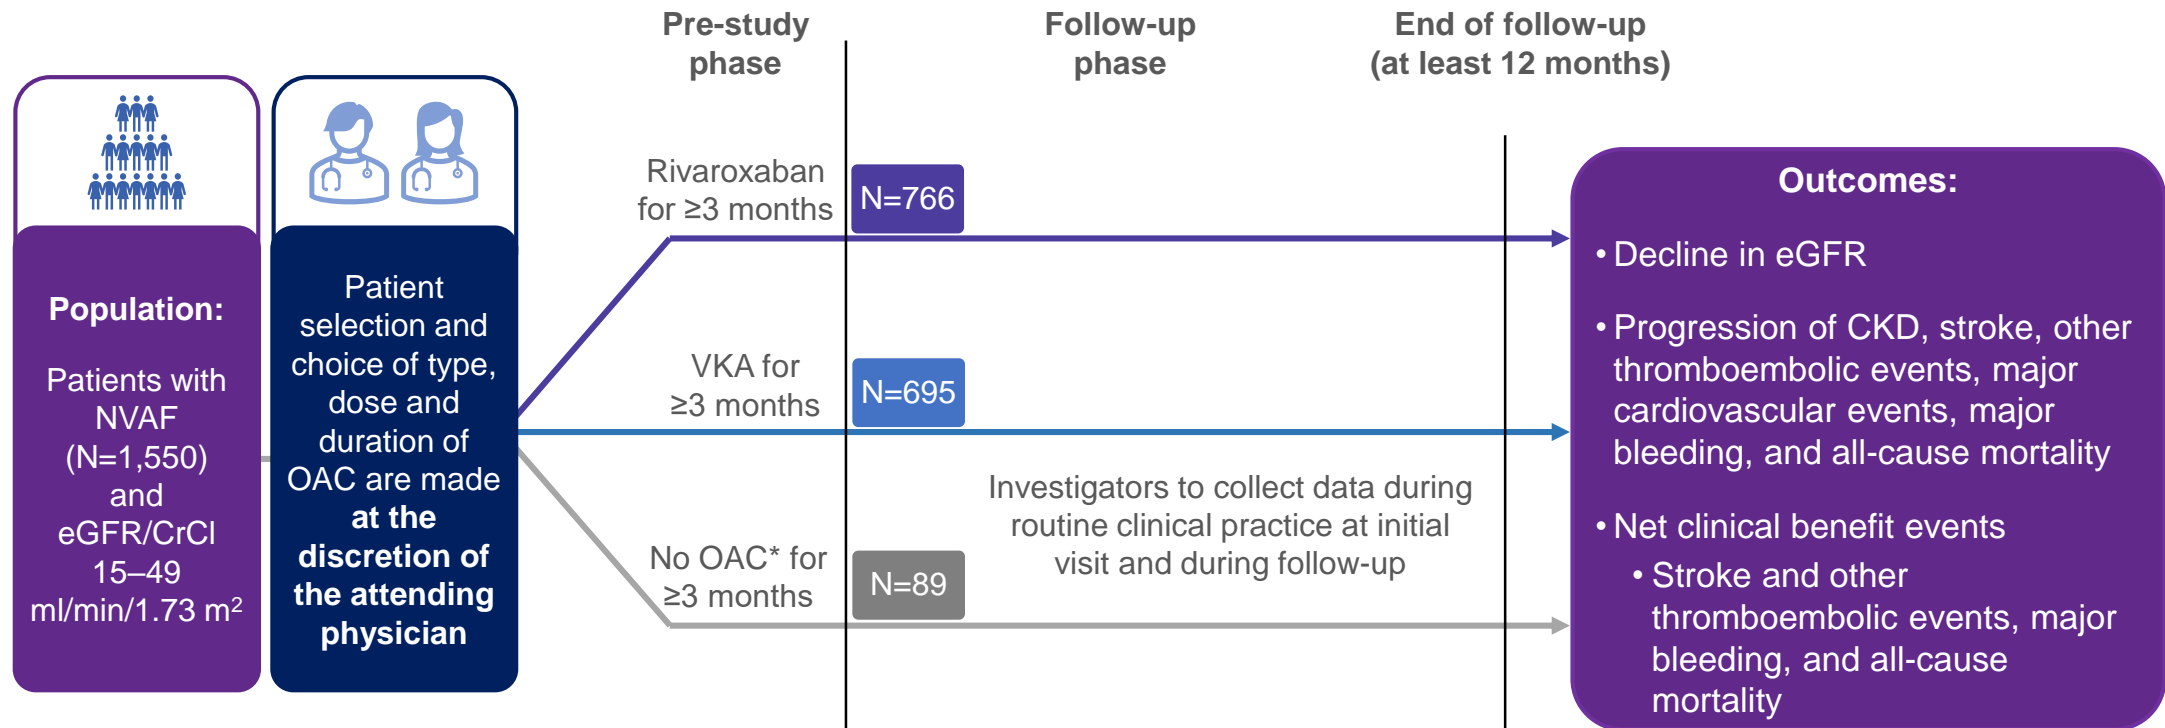 Pre-study
phase
Follow-up
phase
End of follow-up
(at least 12 months)
Population:
Patients with
NVAF
(N=1,550)
and
eGFR/CrCl
15–49
ml/min/1.73 m²
Patient
selection and
choice of type,
dose and
duration of
OAC are made
at the
discretion of
the attending
physician
Rivaroxaban
for ≥3 months
N=766
VKA for
≥3 months
N=695
No OAC* for
≥3 months
N=89
Investigators to collect data during
routine clinical practice at initial
visit and during follow-up
Outcomes:
• Decline in eGFR
• Progression of CKD, stroke, other
thromboembolic events, major
cardiovascular events, major
bleeding, and all-cause mortality
• Net clinical benefit events
• Stroke and other
thromboembolic events, major
bleeding, and all-cause
mortality